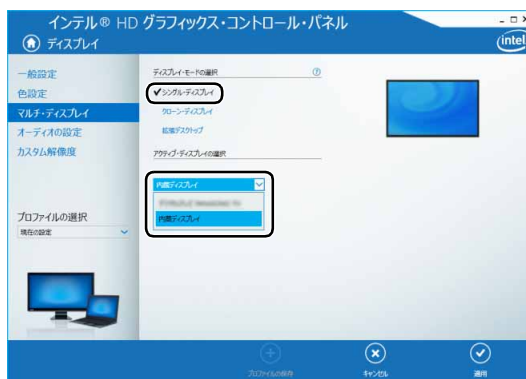 インテル® HD グラフィックス・コントロール・パネル
ディスプレイ
intel
一般設定
色設定
マルチ・ディスプレイ
オーディオの設定
カスタム解像度
プロファイルの選択
現在の設定
ディスプレイ・モードの選択
✔シングル・ディスプレイ
クローン・ディスプレイ
拡張デスクトップ
アクティブ・ディスプレイの選択
内蔵ディスプレイ
内蔵ディスプレイ
プロファイルの保存
キャンセル
適用